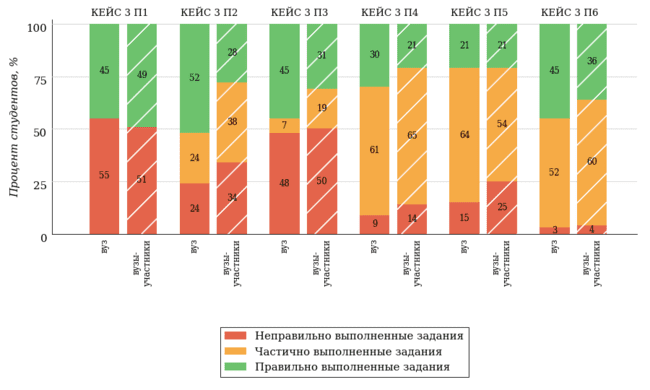 КЕЙС 3 П1 КЕЙС 3 П2 КЕЙС 3 П3 КЕЙС 3 П4 КЕЙС 3 П5 КЕЙС 3 П6
Процент студентов, %
100
75
50
25
0
45 49 52 28 45 31 30 21 21 21 45 36
55 51 24 38 7 19 61 65 64 54 52 60
24 34 48 50 9 14 15 25 3 4
вуз вузы-участники вуз вузы-участники вуз вузы-участники вуз вузы-участники вуз вузы-участники вуз вузы-участники
Неправильно выполненные задания
Частично выполненные задания
Правильно выполненные задания